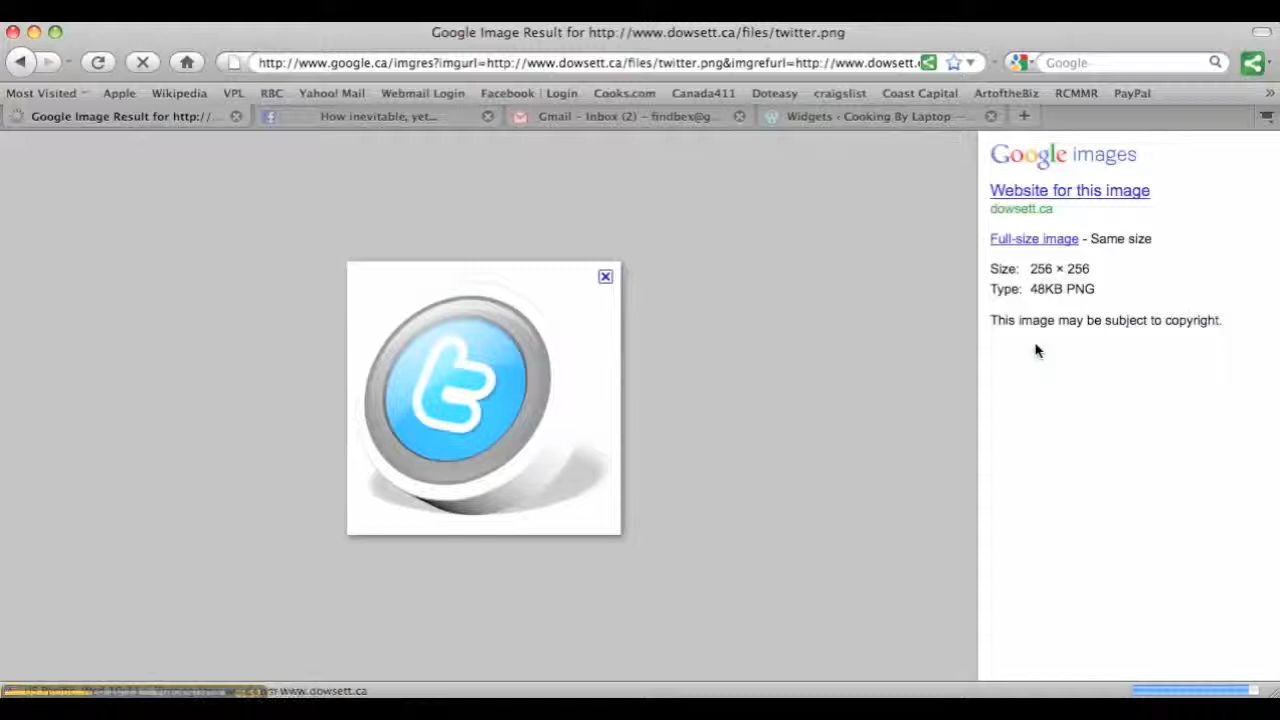 Google Image Result for http://www.dowsett.ca/files/twitter.png
http://www.google.ca/imgres?imgurl=http://www.dowsett.ca/files/twitter.png&imgrefurl=http://www.dowsett.
Google
Most Visited Apple Wikipedia VPL RBC Yahoo! Mail Webmail Login Facebook | Login Cooks.com Canada411 Doteasy craigslist Coast Capital ArtoftheBiz RCMMR PayPal »
Google Image Result for http://... How inevitable, yet... Gmail – Inbox (2) – findbex@g... Widgets ‹ Cooking By Laptop —...
Google images
Website for this image
dowsett.ca
Full-size image - Same size
Size: 256 × 256
Type: 48KB PNG
This image may be subject to copyright.
www.dowsett.ca